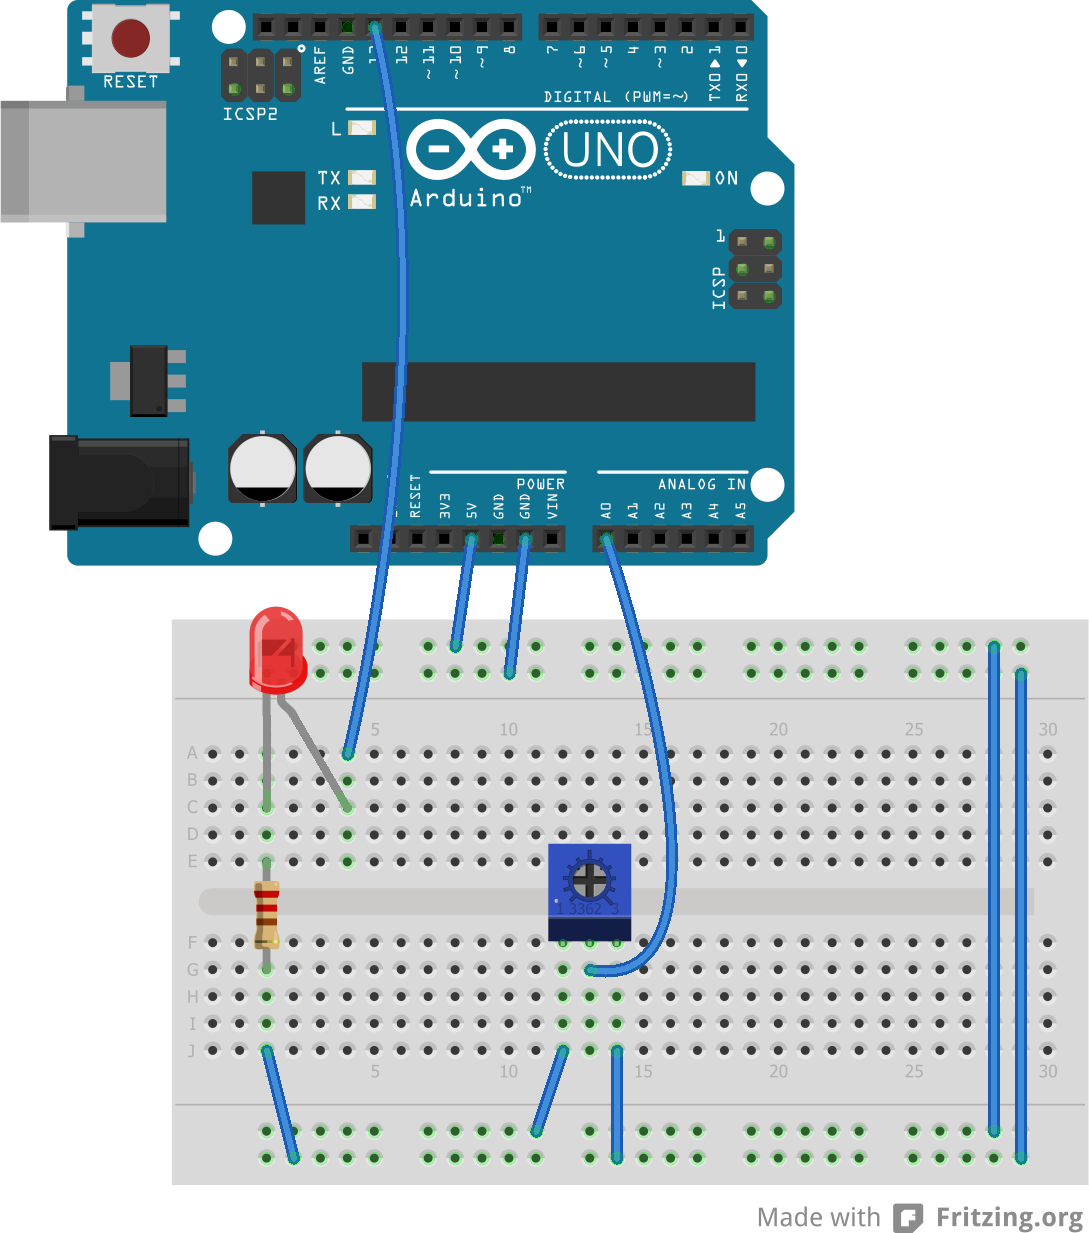 RESET
ICSP2
AREF
GND
12
~11
~10
~9
8
7
~6
~5
4
~3
2
TX0▶1
RX0◀0
DIGITAL (PWM=~)
L
TX
RX
UNO
Arduino™
ON
1
ICSP
RESET
3V3
5V
GND
GND
VIN
POWER
ANALOG IN
A0
A1
A2
A3
A4
A5
5 10 15 20 25 30
A
B
C
D
E
1 3362 3
F
G
H
I
J
5 10 15 20 25 30
Made with Fritzing.org